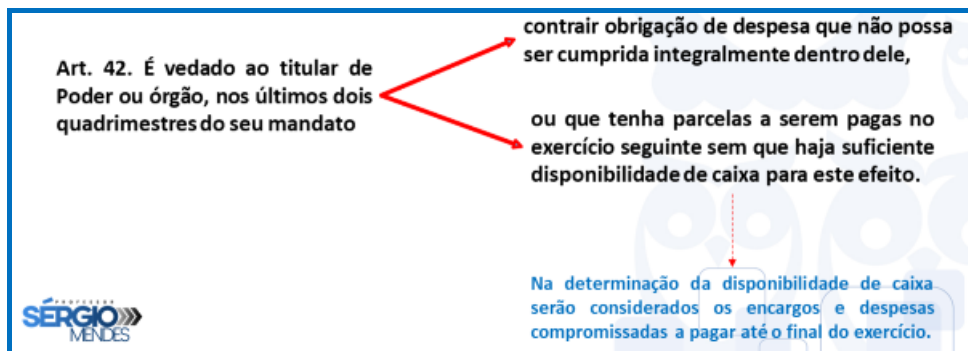 contrair obrigação de despesa que não possa
ser cumprida integralmente dentro dele,
Art. 42. É vedado ao titular de
Poder ou órgão, nos últimos dois
quadrimestres do seu mandato
ou que tenha parcelas a serem pagas no
exercício seguinte sem que haja suficiente
disponibilidade de caixa para este efeito.
Na determinação da disponibilidade de caixa
serão considerados os encargos e despesas
compromissadas a pagar até o final do exercício.
PROFESSOR
SÉRGIO
MENDES